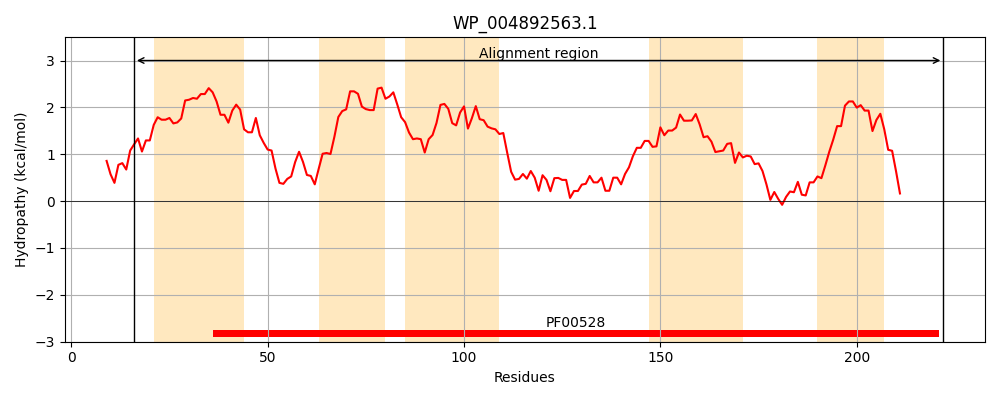 WP_004892563.1
Alignment region
3
2
1
0
−1
−2
−3
Hydropathy (kcal/mol)
PF00528
0 50 100 150 200
Residues